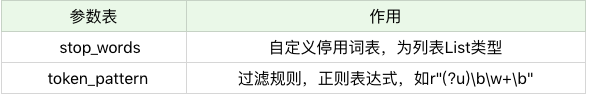 参数表 作用
stop_words 自定义停用词表，为列表List类型
token_pattern 过滤规则，正则表达式，如r"(?u)\b\w+\b"